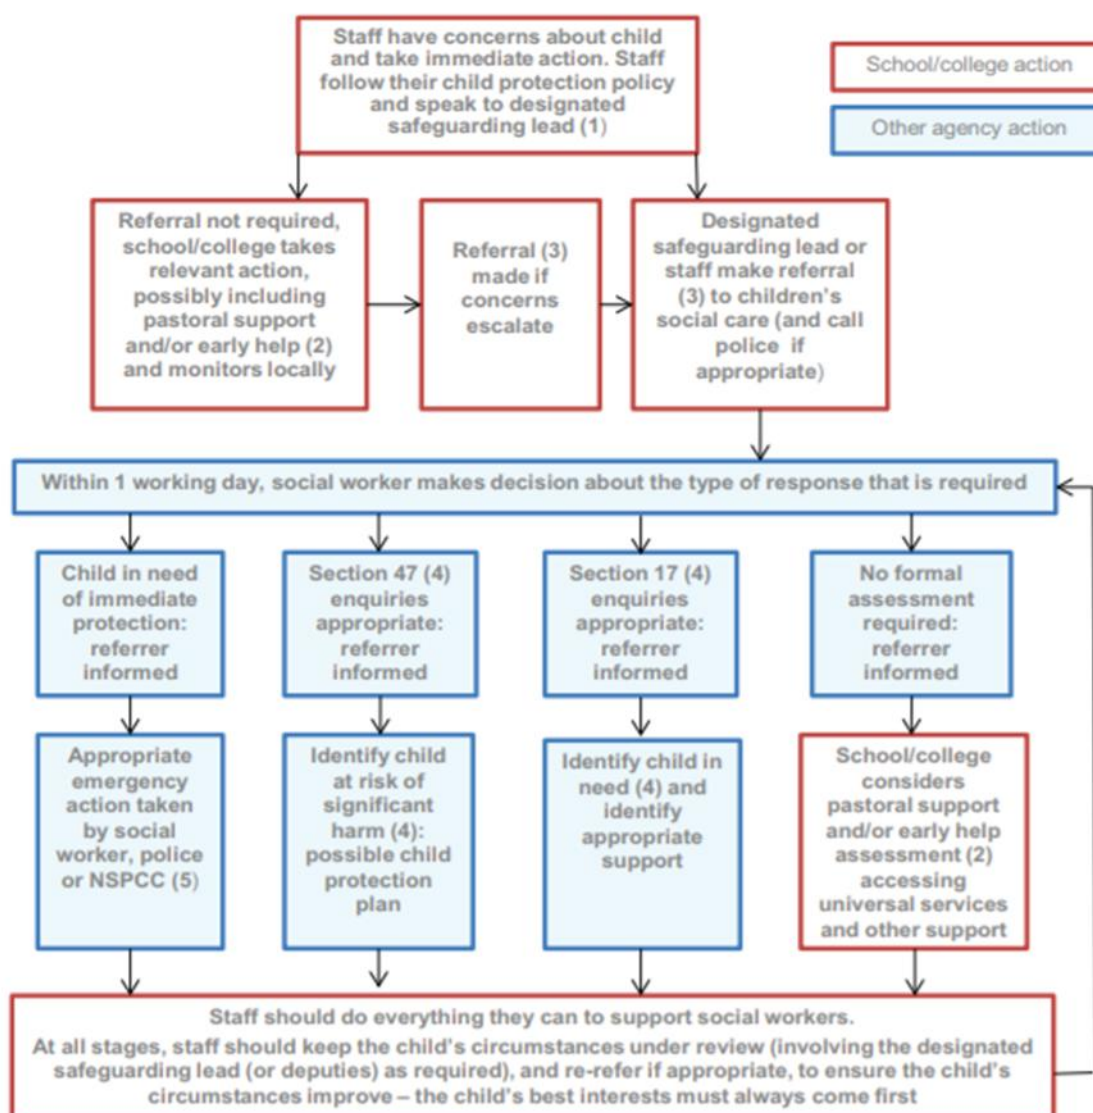 Staff have concerns about child
and take immediate action. Staff
follow their child protection policy
and speak to designated
safeguarding lead (1)
School/college action
Other agency action
Referral not required,
school/college takes
relevant action,
possibly including
pastoral support
and/or early help (2)
and monitors locally
Referral (3)
made if
concerns
escalate
Designated
safeguarding lead or
staff make referral
(3) to children's
social care (and call
police if
appropriate)
Within 1 working day, social worker makes decision about the type of response that is required
Child in need
of immediate
protection:
referrer
informed
Section 47 (4)
enquiries
appropriate:
referrer
informed
Section 17 (4)
enquiries
appropriate:
referrer
informed
No formal
assessment
required:
referrer
informed
Appropriate
emergency
action taken
by social
worker, police
or NSPCC (5)
Identify child
at risk of
significant
harm (4):
possible child
protection
plan
Identify child in
need (4) and
identify
appropriate
support
School/college
considers
pastoral support
and/or early help
assessment (2)
accessing
universal services
and other support
Staff should do everything they can to support social workers.
At all stages, staff should keep the child's circumstances under review (involving the designated
safeguarding lead (or deputies) as required), and re-refer if appropriate, to ensure the child's
circumstances improve – the child's best interests must always come first